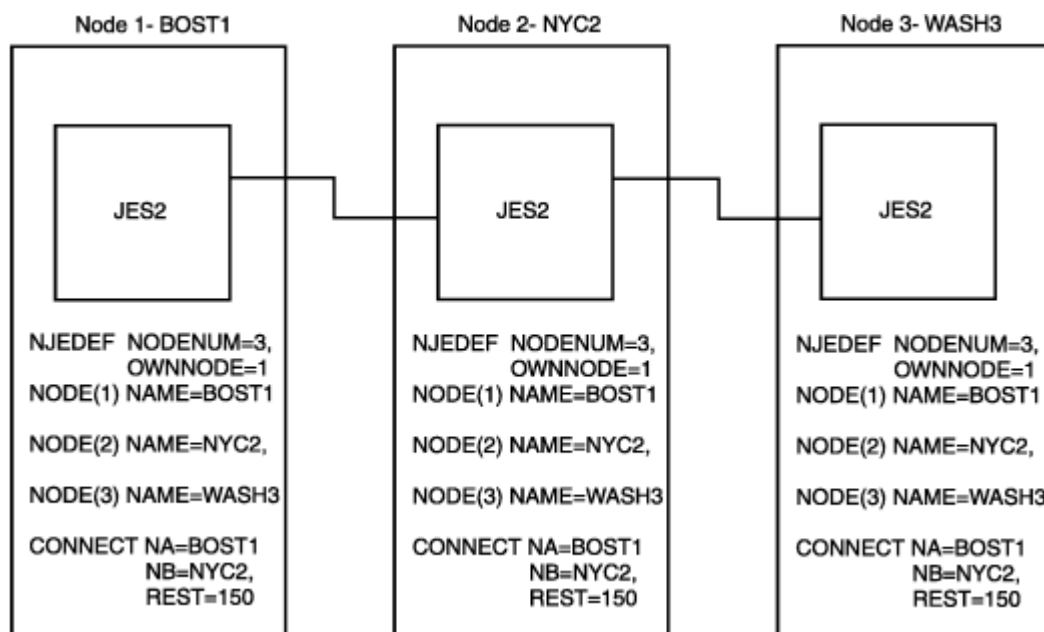 Node 1- BOST1
JES2
NJEDEF NODENUM=3,
OWNNODE=1
NODE(1) NAME=BOST1
NODE(2) NAME=NYC2,
NODE(3) NAME=WASH3
CONNECT NA=BOST1
NB=NYC2,
REST=150
Node 2- NYC2
JES2
NJEDEF NODENUM=3,
OWNNODE=1
NODE(1) NAME=BOST1
NODE(2) NAME=NYC2,
NODE(3) NAME=WASH3
CONNECT NA=BOST1
NB=NYC2,
REST=150
Node 3- WASH3
JES2
NJEDEF NODENUM=3,
OWNNODE=1
NODE(1) NAME=BOST1
NODE(2) NAME=NYC2,
NODE(3) NAME=WASH3
CONNECT NA=BOST1
NB=NYC2,
REST=150